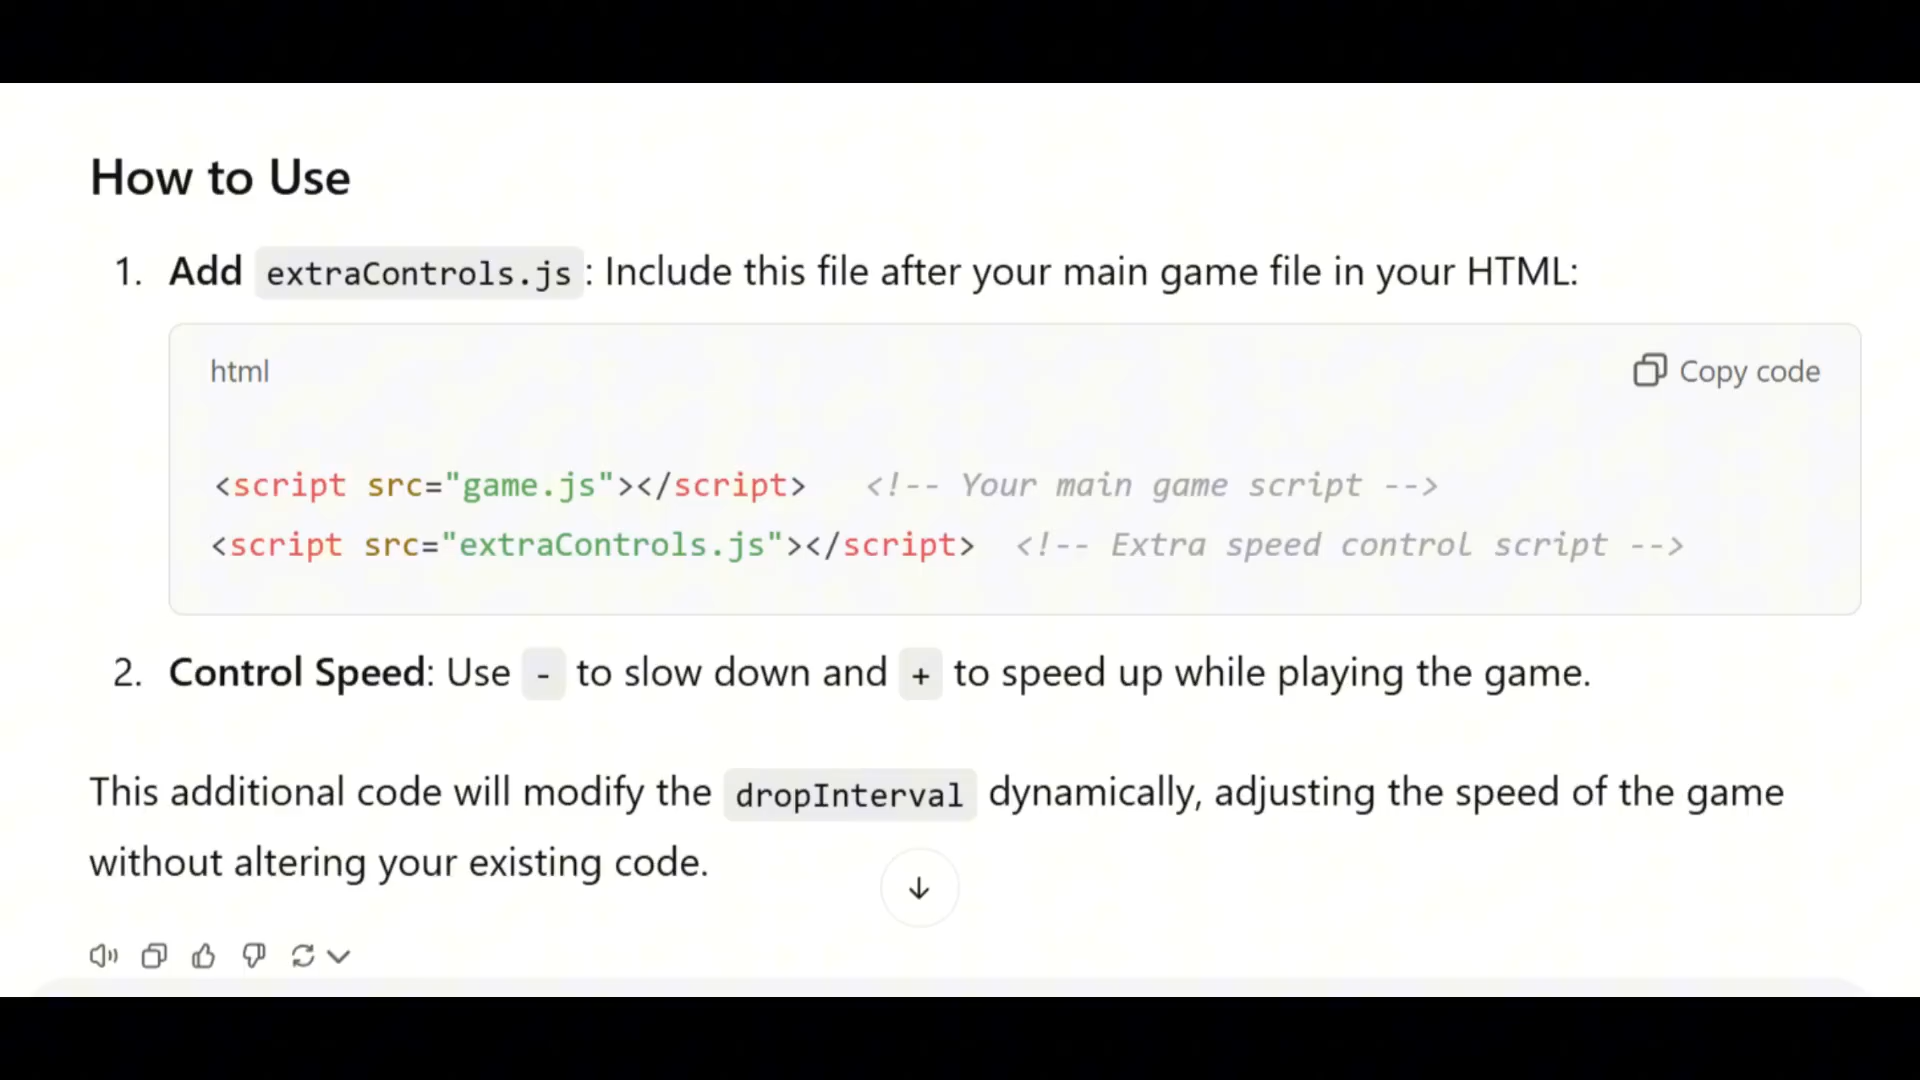 How to Use
1. Add extraControls.js: Include this file after your main game file in your HTML:
html
Copy code
<script src="game.js"></script>   <!-- Your main game script -->
<script src="extraControls.js"></script>  <!-- Extra speed control script -->
2. Control Speed: Use - to slow down and + to speed up while playing the game.
This additional code will modify the dropInterval dynamically, adjusting the speed of the game
without altering your existing code.